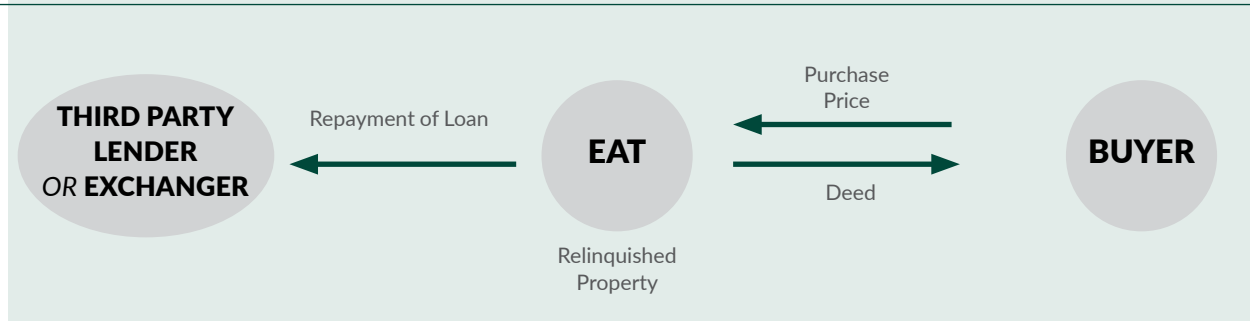 THIRD PARTY
LENDER
OR EXCHANGER
Repayment of Loan
EAT
Relinquished
Property
Purchase
Price
Deed
BUYER